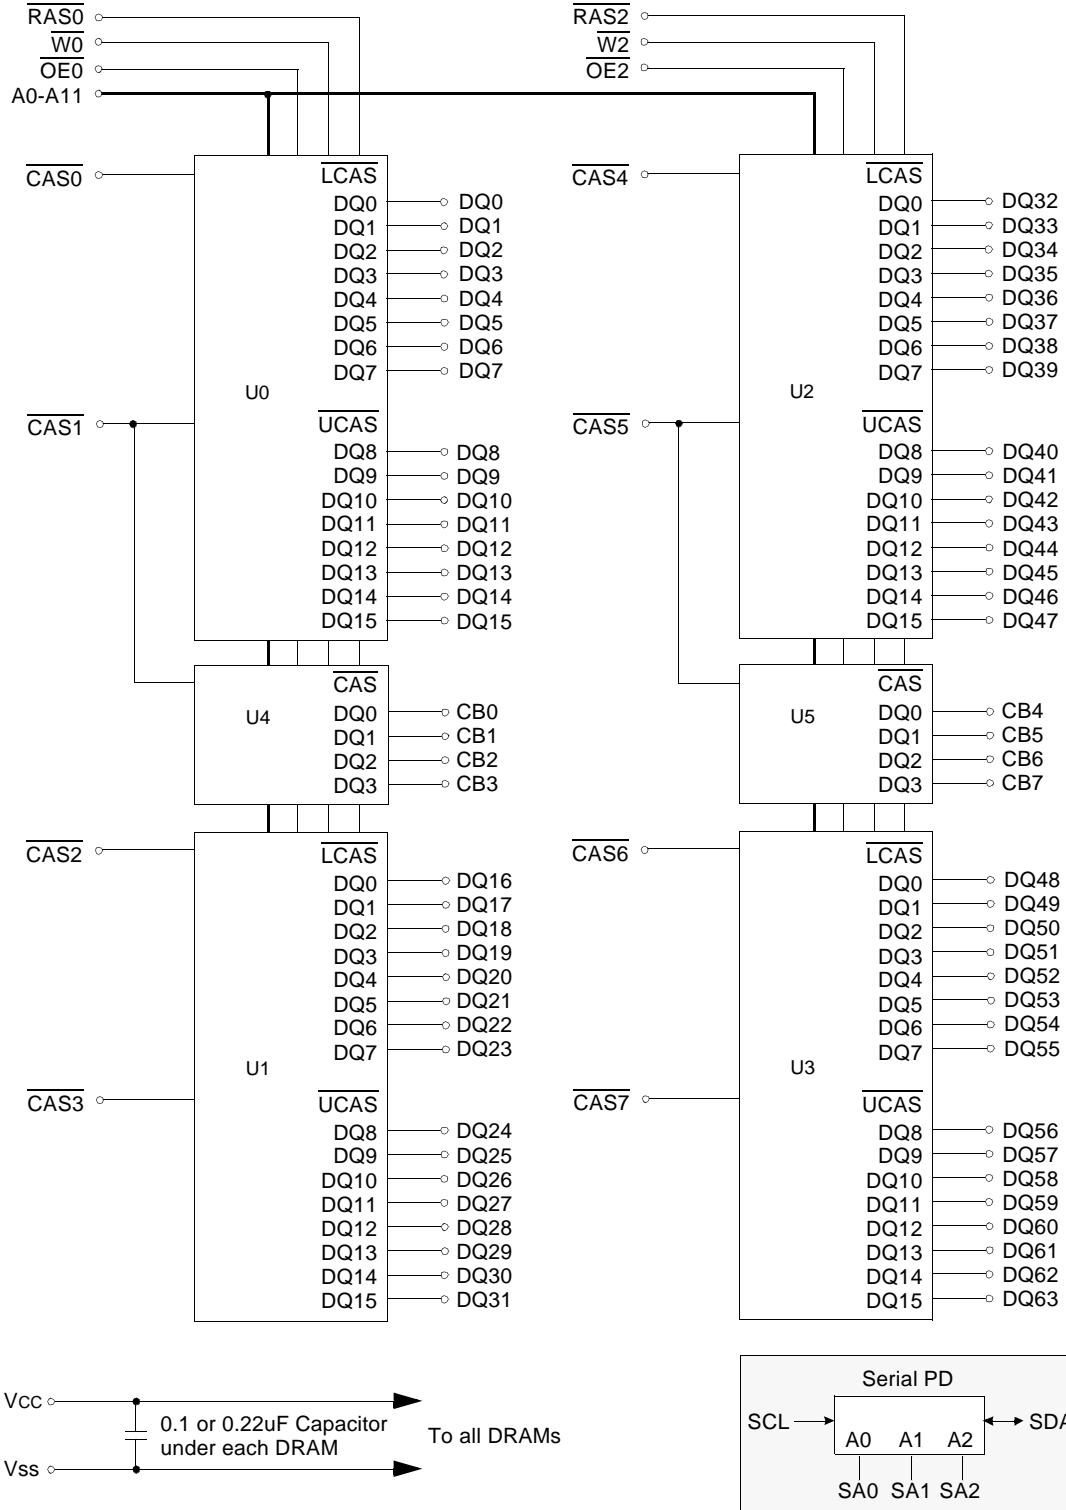 RAS0
W0
OE0
A0-A11
CAS0
LCAS
DQ0 DQ0
DQ1 DQ1
DQ2 DQ2
DQ3 DQ3
DQ4 DQ4
DQ5 DQ5
DQ6 DQ6
DQ7 DQ7
U0
CAS1
UCAS
DQ8 DQ8
DQ9 DQ9
DQ10 DQ10
DQ11 DQ11
DQ12 DQ12
DQ13 DQ13
DQ14 DQ14
DQ15 DQ15
CAS
U4
DQ0 CB0
DQ1 CB1
DQ2 CB2
DQ3 CB3
CAS2
LCAS
DQ0 DQ16
DQ1 DQ17
DQ2 DQ18
DQ3 DQ19
DQ4 DQ20
DQ5 DQ21
DQ6 DQ22
DQ7 DQ23
U1
CAS3
UCAS
DQ8 DQ24
DQ9 DQ25
DQ10 DQ26
DQ11 DQ27
DQ12 DQ28
DQ13 DQ29
DQ14 DQ30
DQ15 DQ31
RAS2
W2
OE2
CAS4
LCAS
DQ0 DQ32
DQ1 DQ33
DQ2 DQ34
DQ3 DQ35
DQ4 DQ36
DQ5 DQ37
DQ6 DQ38
DQ7 DQ39
U2
CAS5
UCAS
DQ8 DQ40
DQ9 DQ41
DQ10 DQ42
DQ11 DQ43
DQ12 DQ44
DQ13 DQ45
DQ14 DQ46
DQ15 DQ47
CAS
U5
DQ0 CB4
DQ1 CB5
DQ2 CB6
DQ3 CB7
CAS6
LCAS
DQ0 DQ48
DQ1 DQ49
DQ2 DQ50
DQ3 DQ51
DQ4 DQ52
DQ5 DQ53
DQ6 DQ54
DQ7 DQ55
U3
CAS7
UCAS
DQ8 DQ56
DQ9 DQ57
DQ10 DQ58
DQ11 DQ59
DQ12 DQ60
DQ13 DQ61
DQ14 DQ62
DQ15 DQ63
Vcc
0.1 or 0.22uF Capacitor
under each DRAM
To all DRAMs
Vss
Serial PD
SCL
SDA
A0 A1 A2
SA0 SA1 SA2